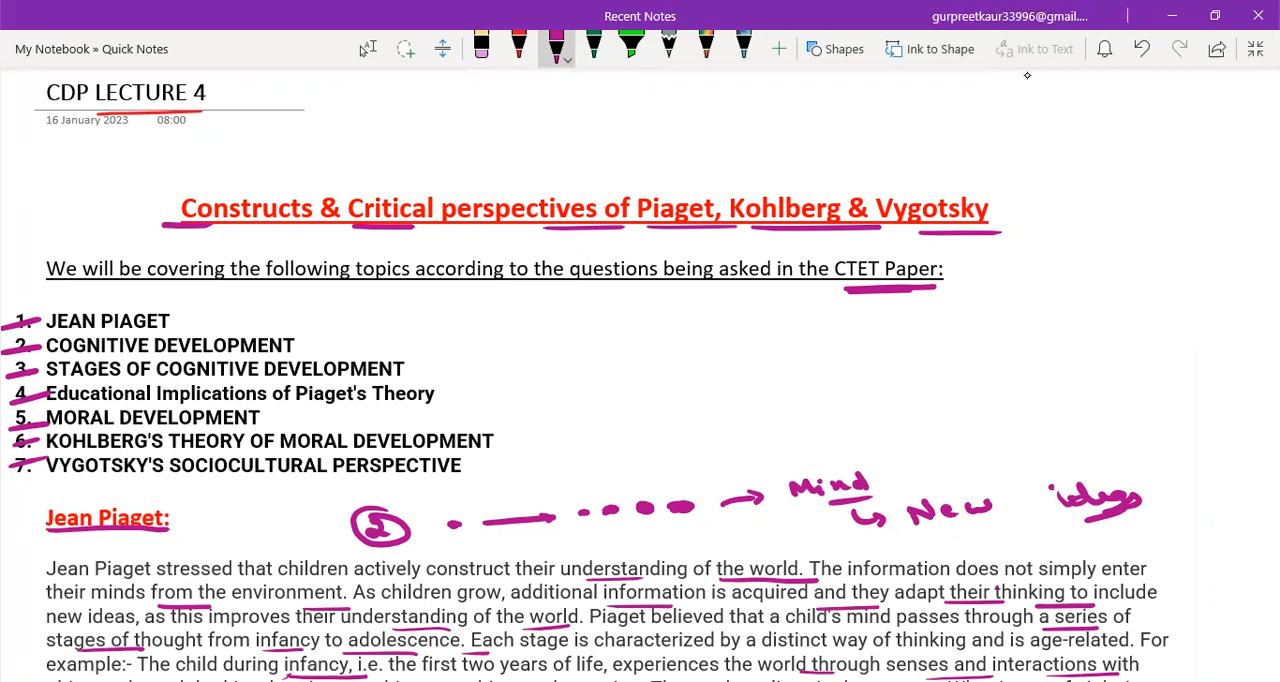 Recent Notes
gurpreetkaur33996@gmail....
My Notebook » Quick Notes
Shapes
Ink to Shape
Ink to Text
CDP LECTURE 4
16 January 2023 08:00
Constructs & Critical perspectives of Piaget, Kohlberg & Vygotsky
We will be covering the following topics according to the questions being asked in the CTET Paper:
1. JEAN PIAGET
2. COGNITIVE DEVELOPMENT
3. STAGES OF COGNITIVE DEVELOPMENT
4. Educational Implications of Piaget's Theory
5. MORAL DEVELOPMENT
6. KOHLBERG'S THEORY OF MORAL DEVELOPMENT
7. VYGOTSKY'S SOCIOCULTURAL PERSPECTIVE
Mind
New ideas
2
Jean Piaget:
Jean Piaget stressed that children actively construct their understanding of the world. The information does not simply enter
their minds from the environment. As children grow, additional information is acquired and they adapt their thinking to include
new ideas, as this improves their understanding of the world. Piaget believed that a child's mind passes through a series of
stages of thought from infancy to adolescence. Each stage is characterized by a distinct way of thinking and is age-related. For
example:- The child during infancy, i.e. the first two years of life, experiences the world through senses and interactions with